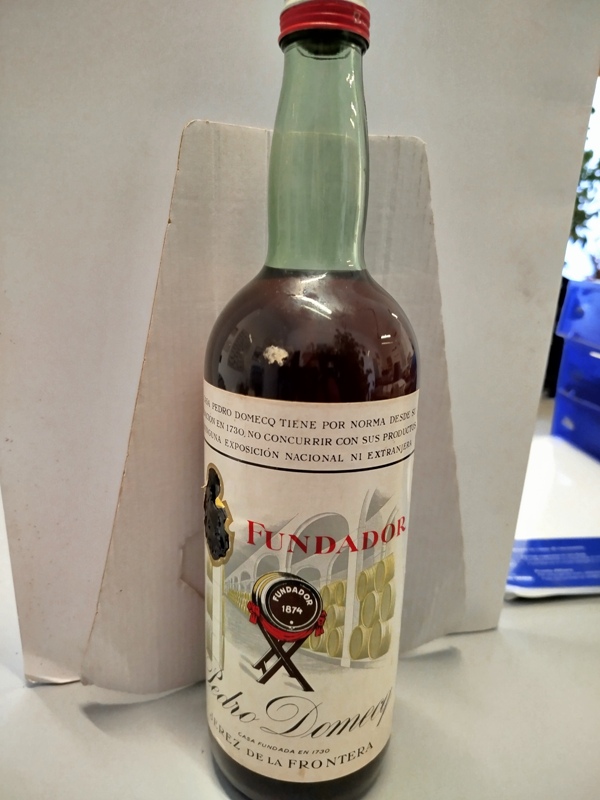 PEDRO DOMECQ TIENE POR NORMA DESDE
EN 1730, NO CONCURRIR CON SUS PRODUCTOS
EXPOSICIÓN NACIONAL NI EXTRANJERA
FUNDADOR
FUNDADOR
1874
Pedro Domecq
CASA FUNDADA EN 1730
JEREZ DE LA FRONTERA